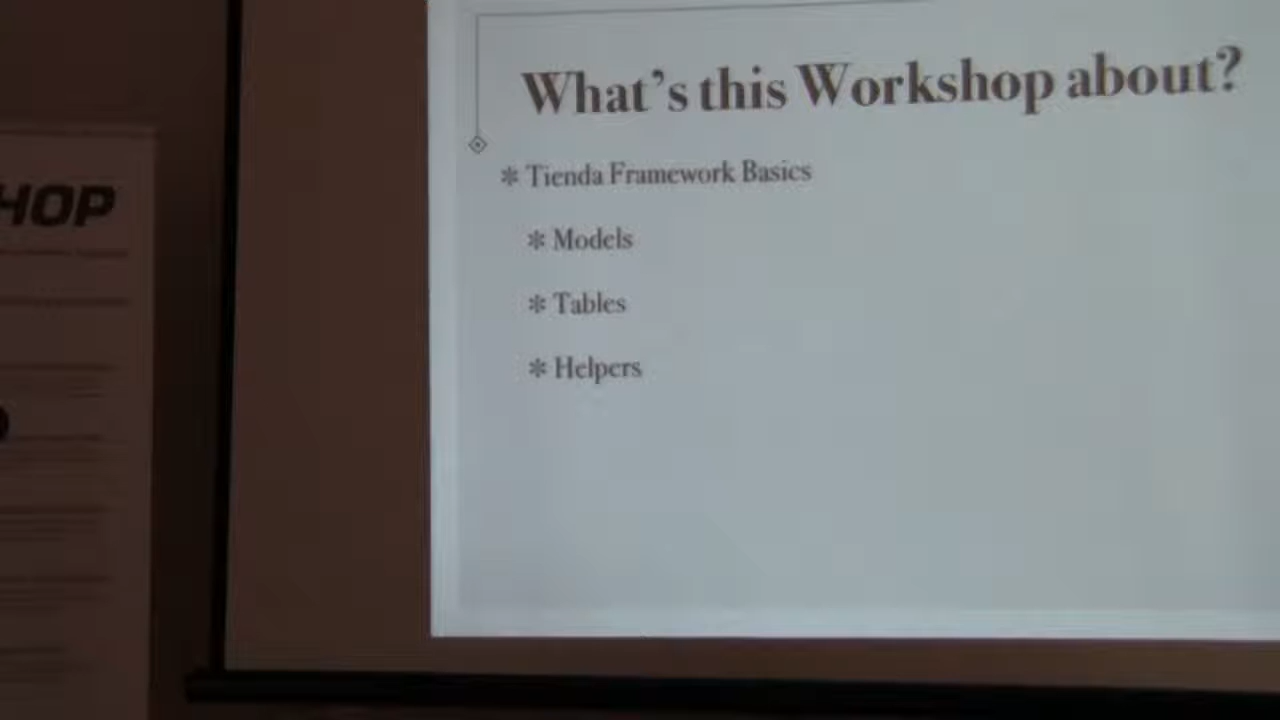 What's this Workshop about?
✻ Tienda Framework Basics
✻ Models
✻ Tables
✻ Helpers
HOP